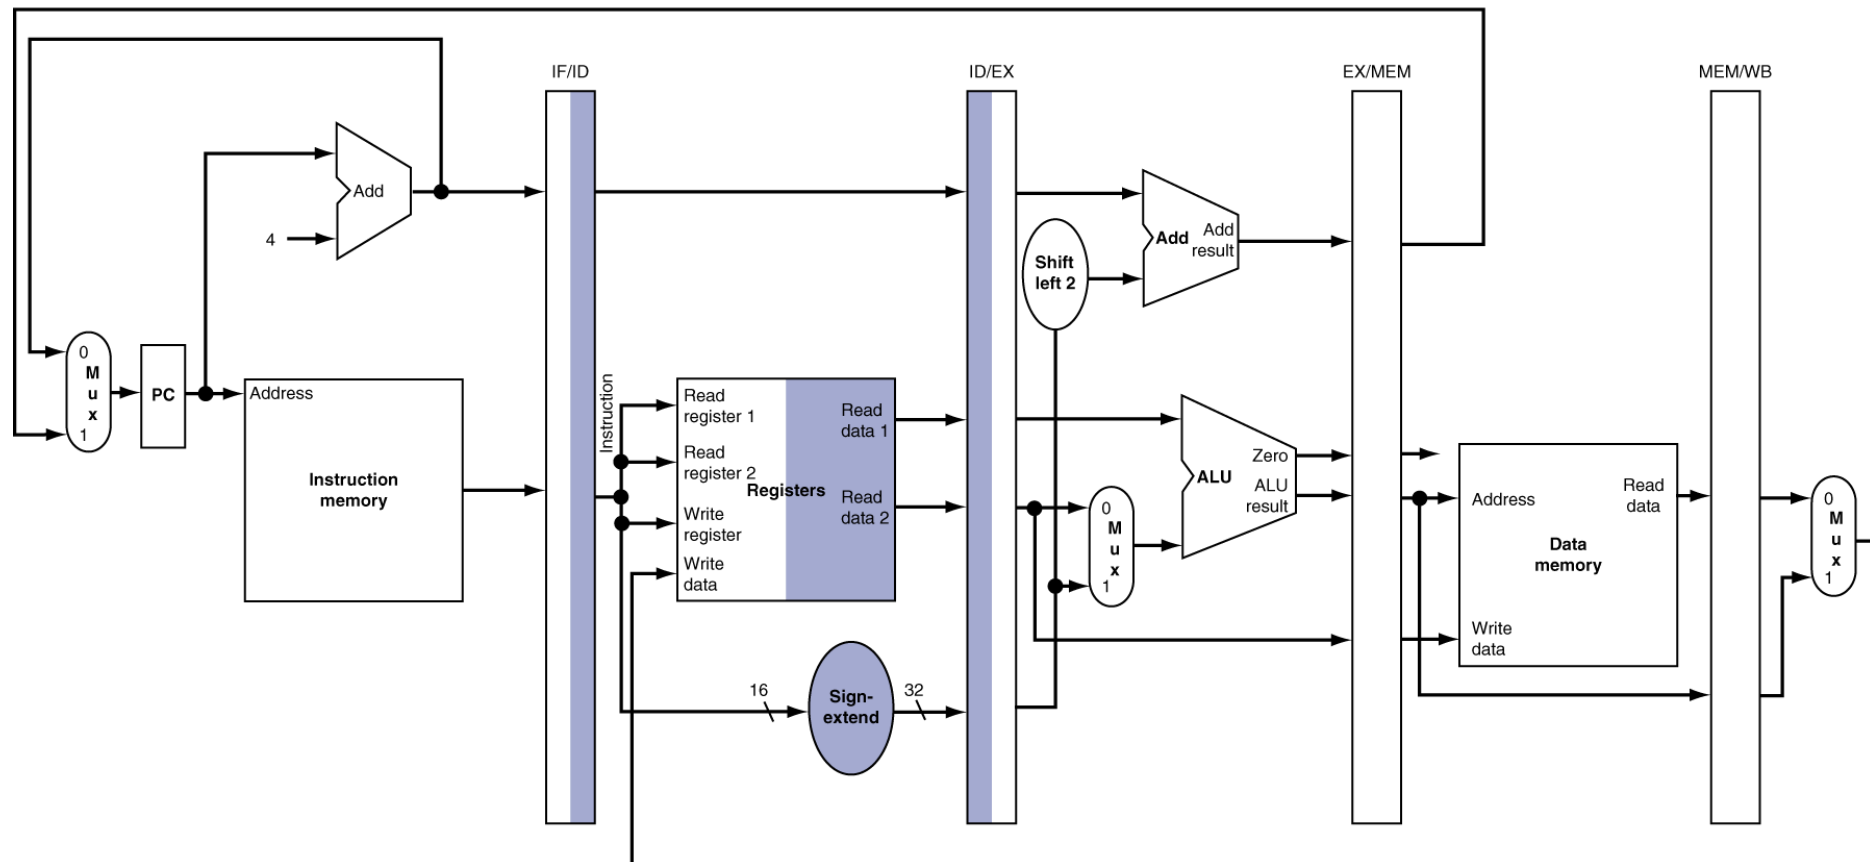 IF/ID
ID/EX
EX/MEM
MEM/WB
Add
4
Add
Add
result
Shift
left 2
0
M
u
x
1
PC
Address
Instruction
memory
Instruction
Read
register 1
Read
register 2
Write
register
Write
data
Registers
Read
data 1
Read
data 2
16
Sign-
extend
32
0
M
u
x
1
ALU
Zero
ALU
result
Address
Read
data
Data
memory
Write
data
0
M
u
x
1